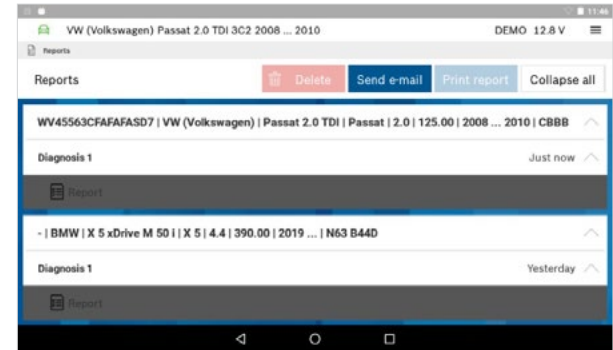 11:46
VW (Volkswagen) Passat 2.0 TDI 3C2 2008 ... 2010 DEMO 12.8 V
Reports
Reports Delete Send e-mail Print report Collapse all
WV45563CFAFAFASD7 | VW (Volkswagen) | Passat 2.0 TDI | Passat | 2.0 | 125.00 | 2008 ... 2010 | CBBB
Diagnosis 1 Just now
Report
- | BMW | X 5 xDrive M 50 i | X 5 | 4.4 | 390.00 | 2019 ... | N63 B44D
Diagnosis 1 Yesterday
Report